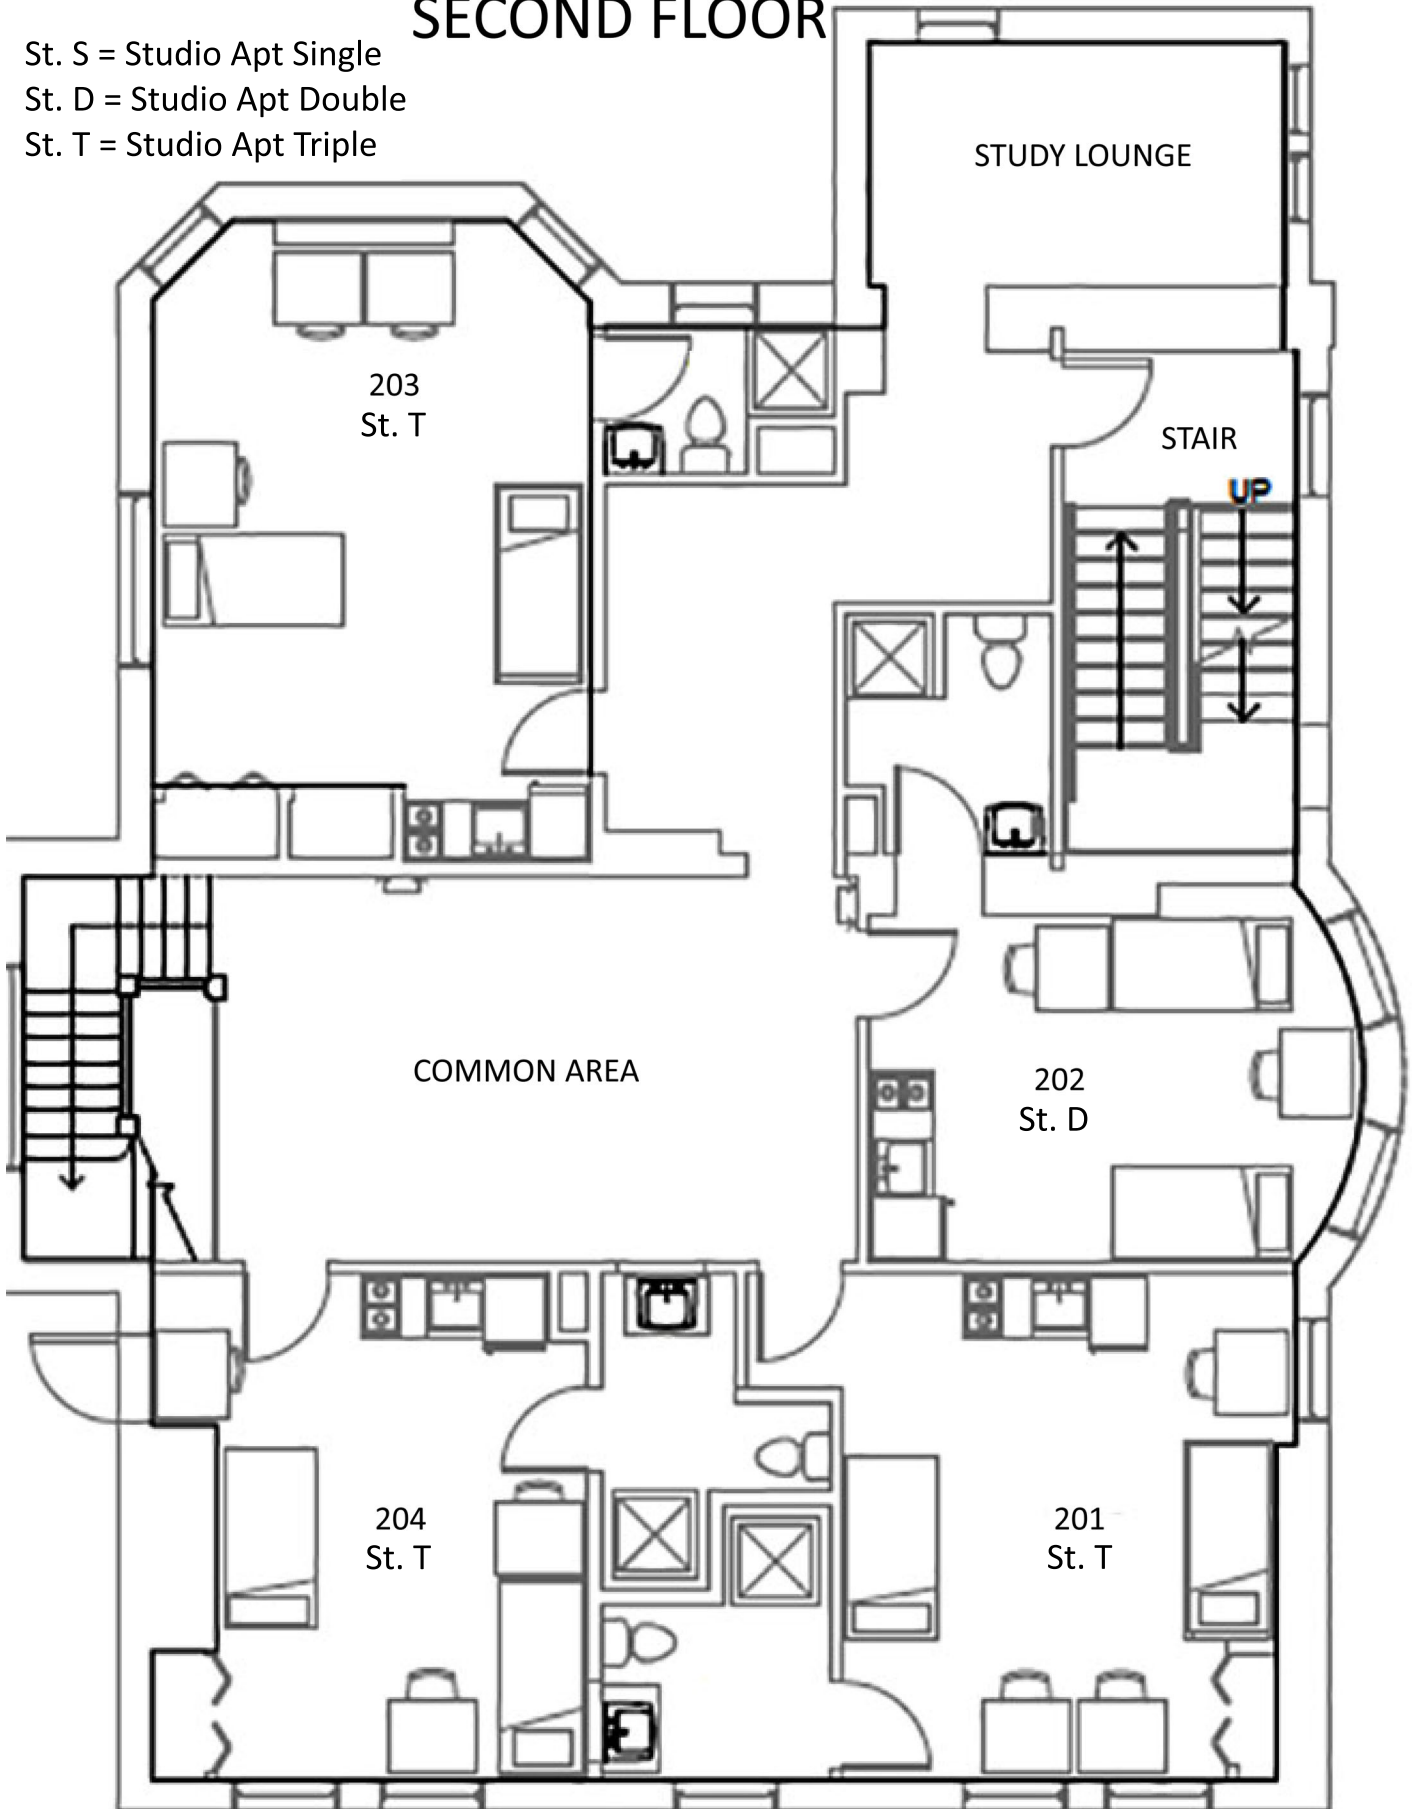 SECOND FLOOR
St. S = Studio Apt Single
St. D = Studio Apt Double
St. T = Studio Apt Triple
STUDY LOUNGE
203
St. T
STAIR
UP
COMMON AREA
202
St. D
204
St. T
201
St. T